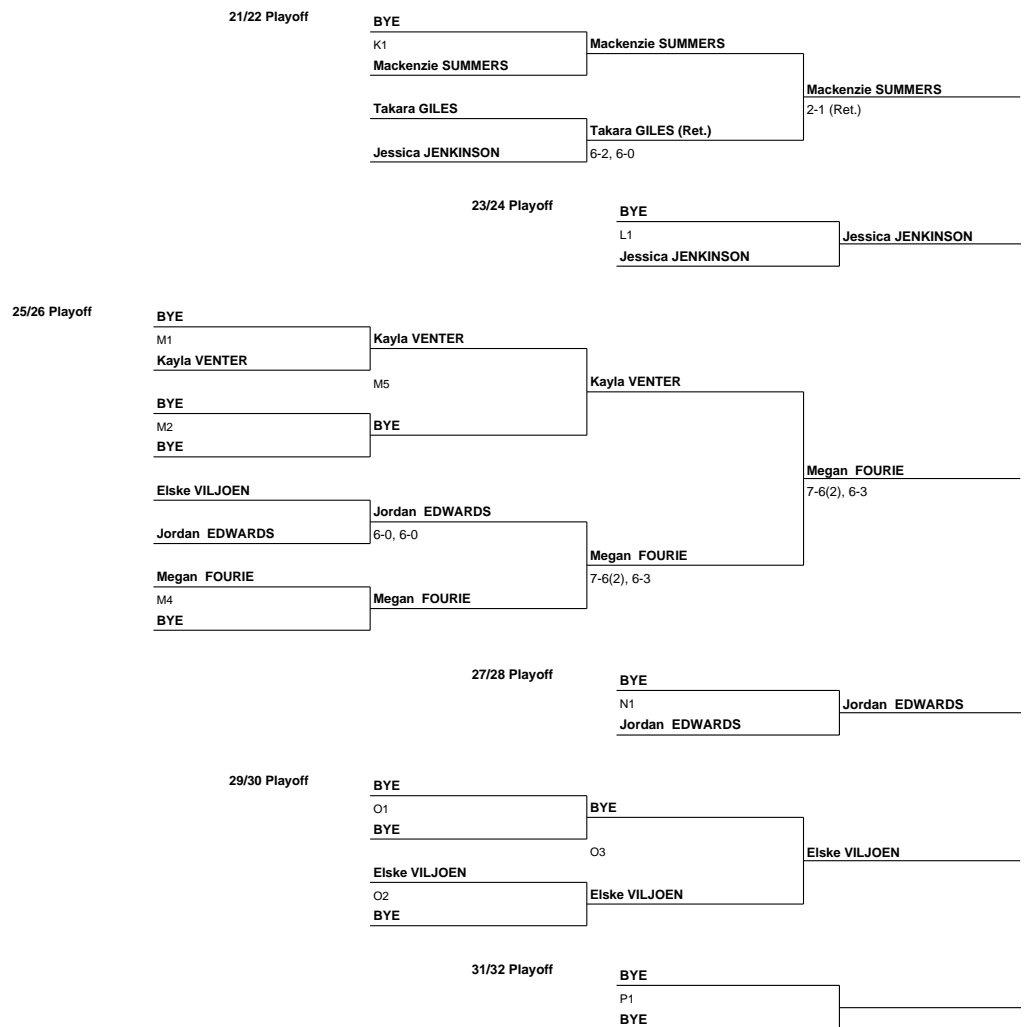 21/22 Playoff
BYE
K1
Mackenzie SUMMERS
Mackenzie SUMMERS
Mackenzie SUMMERS
2-1 (Ret.)
Takara GILES
Takara GILES (Ret.)
Jessica JENKINSON
6-2, 6-0
23/24 Playoff
BYE
L1
Jessica JENKINSON
Jessica JENKINSON
25/26 Playoff
BYE
M1
Kayla VENTER
Kayla VENTER
M5
Kayla VENTER
BYE
M2
BYE
BYE
Megan FOURIE
7-6(2), 6-3
Elske VILJOEN
Jordan EDWARDS
Jordan EDWARDS
6-0, 6-0
Megan FOURIE
7-6(2), 6-3
Megan FOURIE
M4
Megan FOURIE
BYE
27/28 Playoff
BYE
N1
Jordan EDWARDS
Jordan EDWARDS
29/30 Playoff
BYE
O1
BYE
BYE
O3
Elske VILJOEN
Elske VILJOEN
O2
Elske VILJOEN
BYE
31/32 Playoff
BYE
P1
BYE